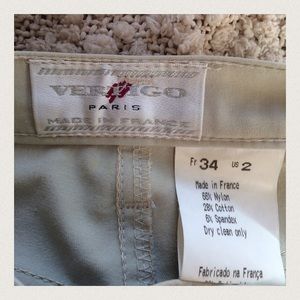 VERTIGO
PARIS
MADE IN FRANCE
Fr 34 US 2
Made in France
66% Nylon
28% Cotton
6% Spandex
Dry clean only
Fabricado na França